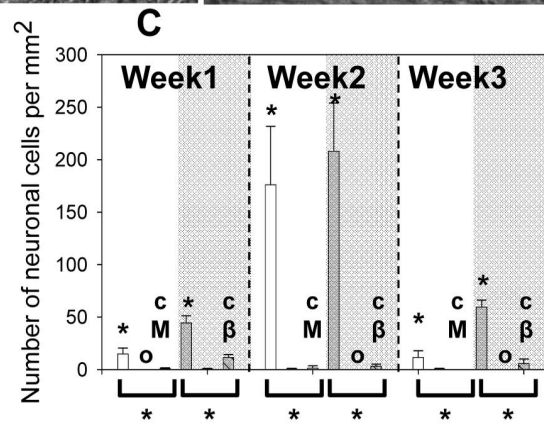 C
Number of neuronal cells per mm2
300
250
200
150
100
50
0
Week1 Week2 Week3
* *
* * * *
c c c c c c
M β M β M β
o o o
* * * * * *